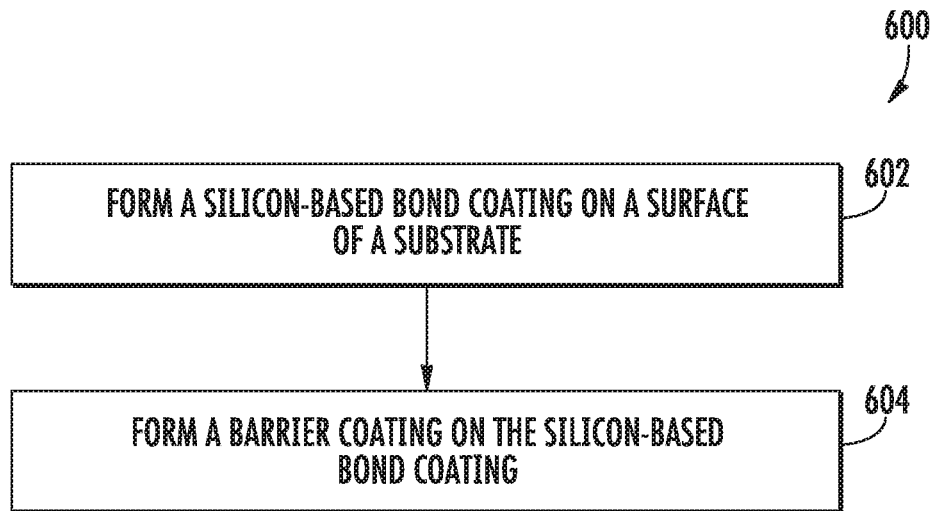 600
602
FORM A SILICON-BASED BOND COATING ON A SURFACE
OF A SUBSTRATE
604
FORM A BARRIER COATING ON THE SILICON-BASED
BOND COATING